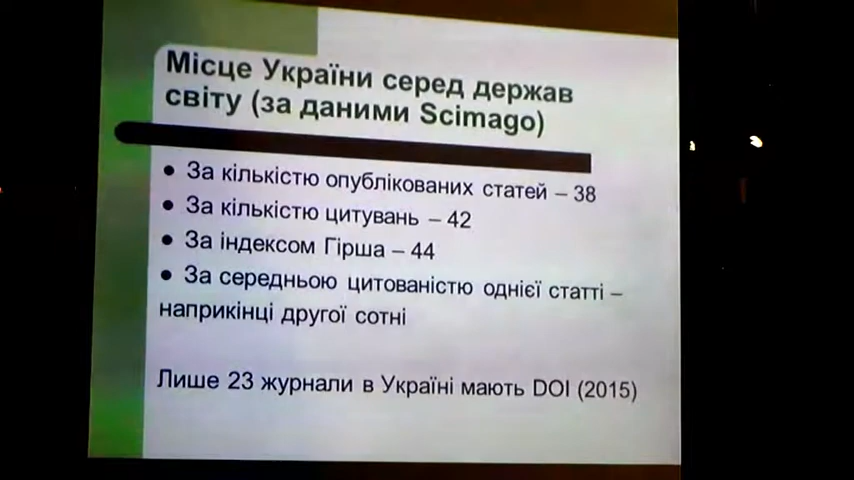 Місце України серед держав
світу (за даними Scimago)
● За кількістю опублікованих статей – 38
● За кількістю цитувань – 42
● За індексом Гірша – 44
● За середньою цитованістю однієї статті –
наприкінці другої сотні
Лише 23 журнали в Україні мають DOI (2015)